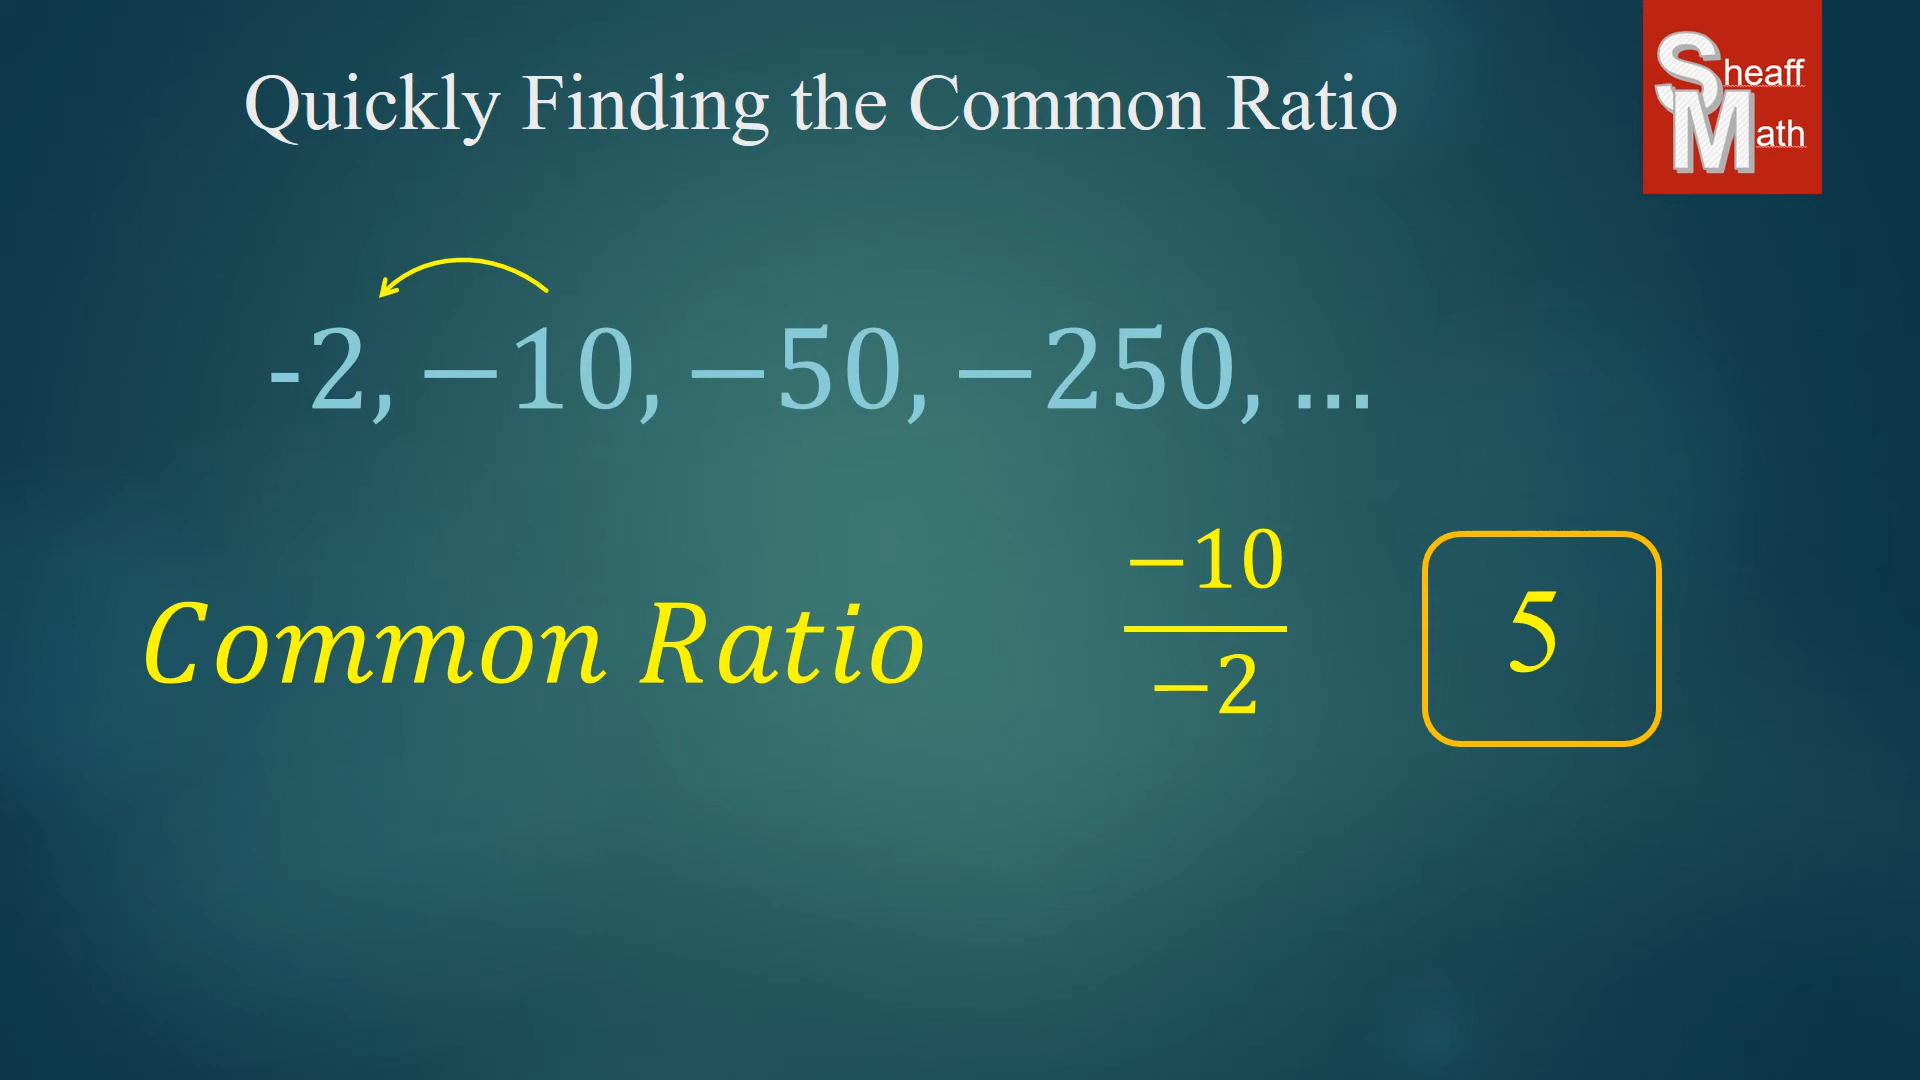 Quickly Finding the Common Ratio
Sheaff
Math
-2, −10, −50, −250, …
Common Ratio
−10
−2
5